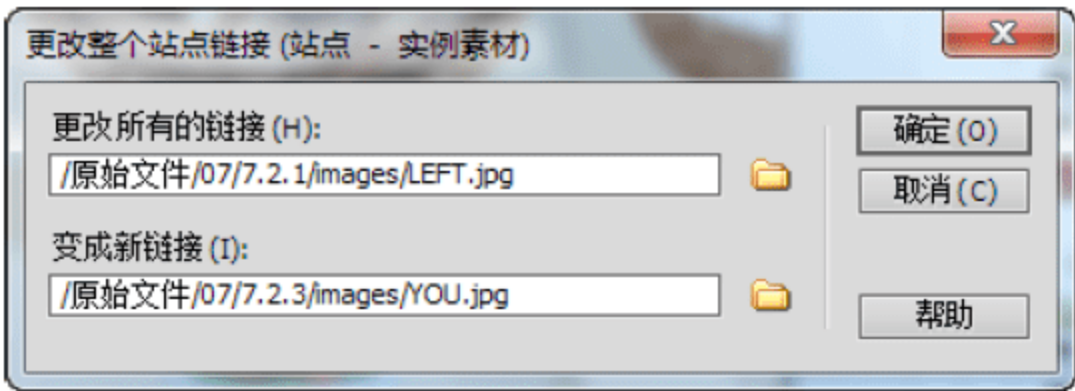 更改整个站点链接 (站点 - 实例素材)
更改所有的链接(H):
/原始文件/07/7.2.1/images/LEFT.jpg
变成新链接(I):
/原始文件/07/7.2.3/images/YOU.jpg
确定(O)
取消(C)
帮助